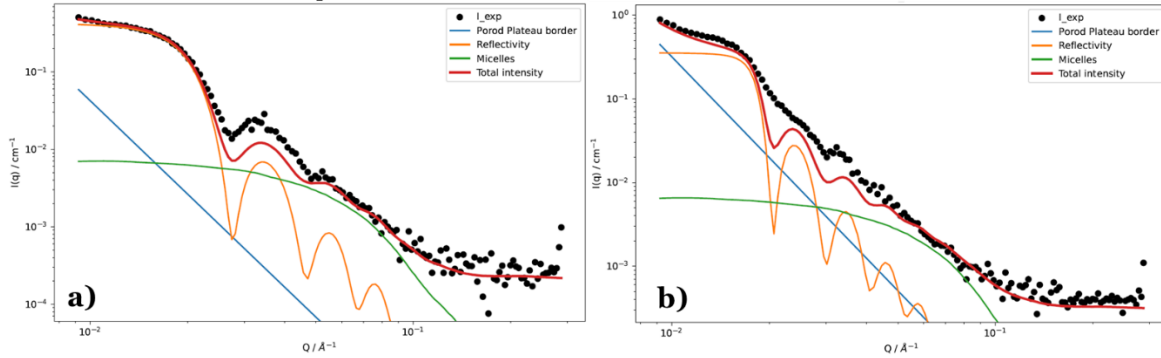 I_exp
Porod Plateau border
Reflectivity
Micelles
Total intensity
I(q) / cm⁻¹
10⁻¹
10⁻²
10⁻³
10⁻⁴
a)
10⁻²
10⁻¹
Q / Å⁻¹
I_exp
Porod Plateau border
Reflectivity
Micelles
Total intensity
I(q) / cm⁻¹
10⁰
10⁻¹
10⁻²
10⁻³
b)
10⁻²
10⁻¹
Q / Å⁻¹